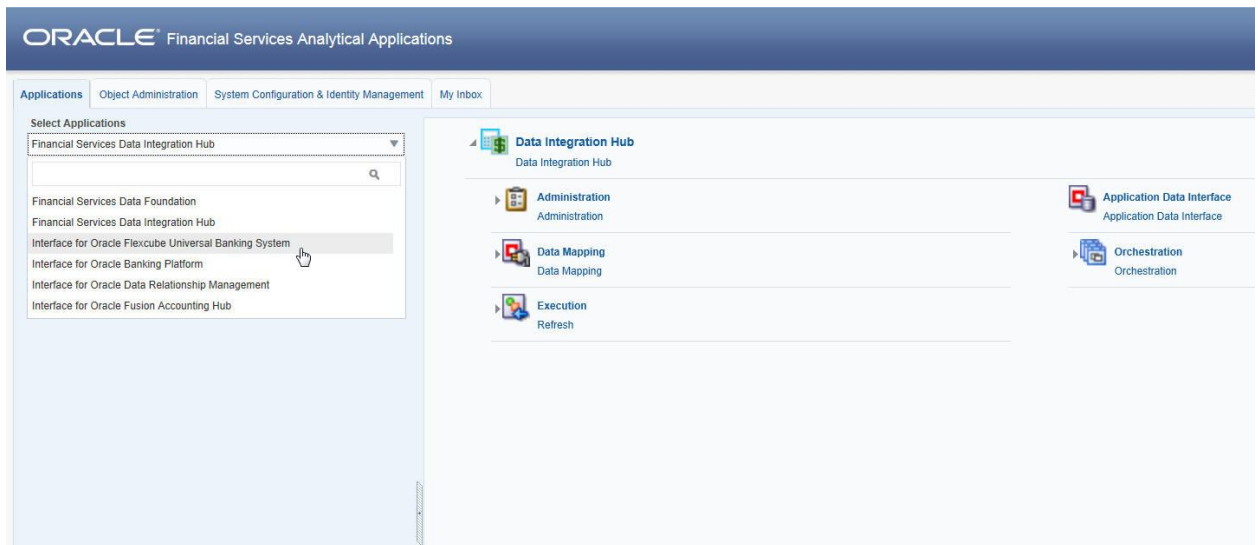 ORACLE® Financial Services Analytical Applications
Applications Object Administration System Configuration & Identity Management My Inbox
Select Applications
Financial Services Data Integration Hub
Financial Services Data Foundation
Financial Services Data Integration Hub
Interface for Oracle Flexcube Universal Banking System
Interface for Oracle Banking Platform
Interface for Oracle Data Relationship Management
Interface for Oracle Fusion Accounting Hub
Data Integration Hub
Data Integration Hub
Administration
Administration
Application Data Interface
Application Data Interface
Data Mapping
Data Mapping
Orchestration
Orchestration
Execution
Refresh